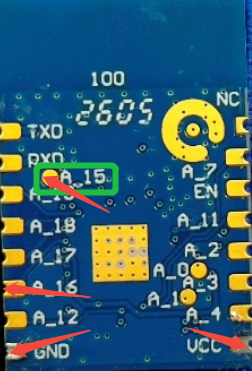 100
2605
NC
TXD
RXD
A_7
A_15
EN
A_18
A_11
A_17
A_2
A_0
A_16
A_3
A_1
A_12
A_4
GND
VCC